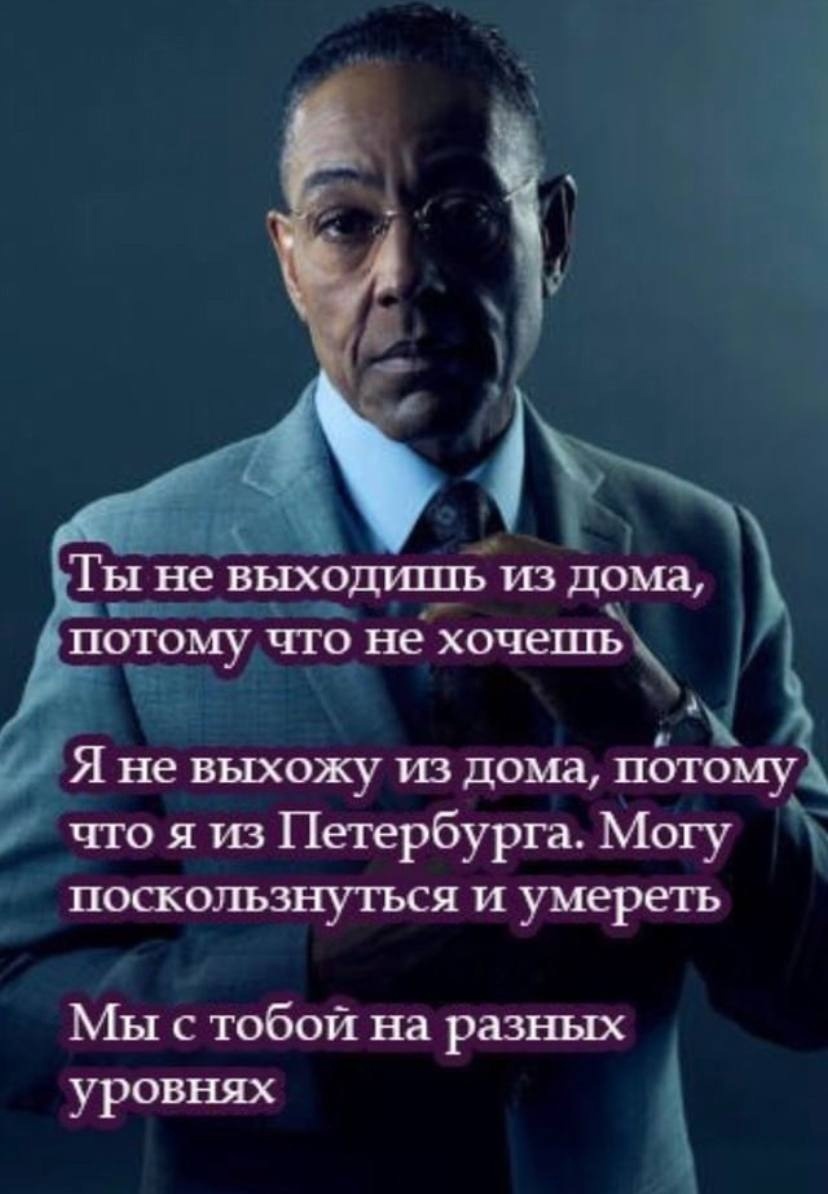 Ты не выходишь из дома,
потому что не хочешь
Я не выхожу из дома, потому
что я из Петербурга. Могу
поскользнуться и умереть
Мы с тобой на разных
уровнях